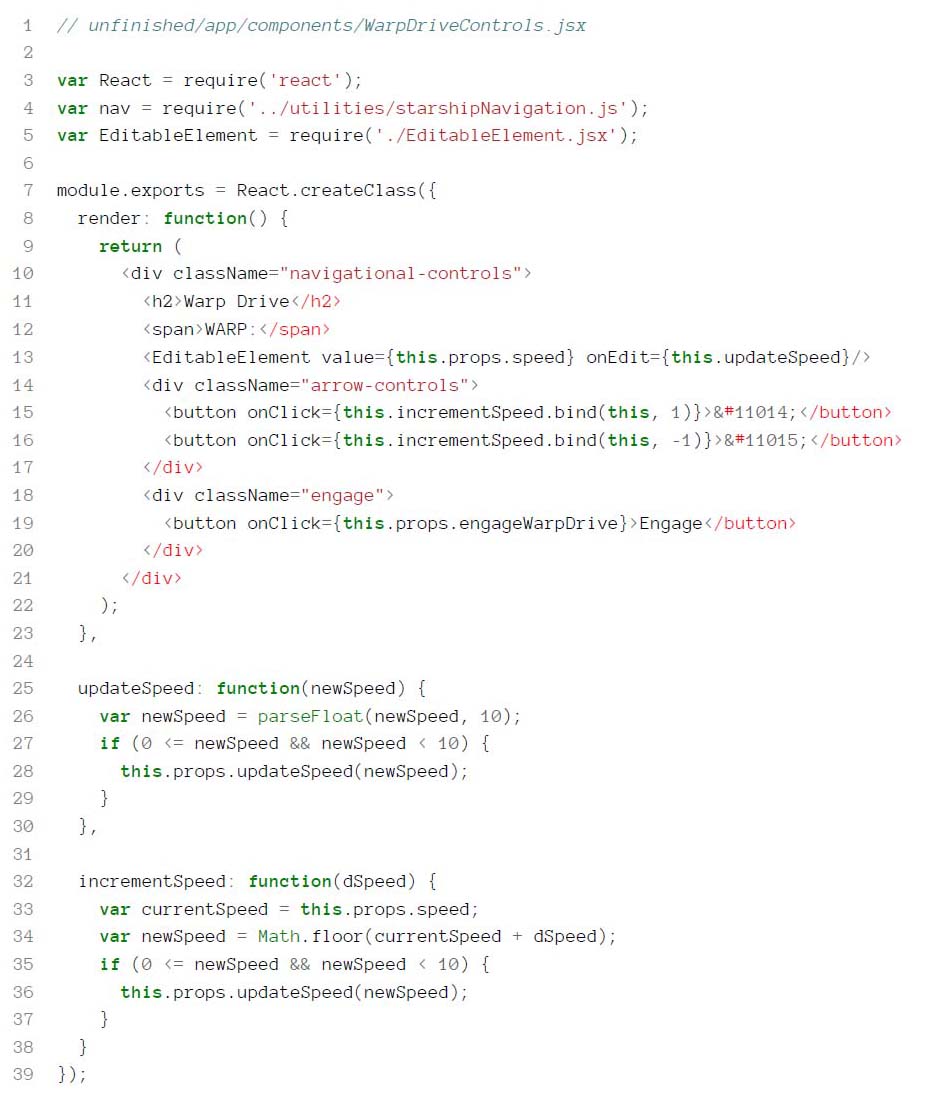 1 // unfinished/app/components/WarpDriveControls.jsx
2
3 var React = require('react');
4 var nav = require('../utilities/starshipNavigation.js');
5 var EditableElement = require('./EditableElement.jsx');
6
7 module.exports = React.createClass({
8   render: function() {
9     return (
10       <div className="navigational-controls">
11         <h2>Warp Drive</h2>
12         <span>WARP:</span>
13         <EditableElement value={this.props.speed} onEdit={this.updateSpeed}/>
14         <div className="arrow-controls">
15           <button onClick={this.incrementSpeed.bind(this, 1)}>&#11014;</button>
16           <button onClick={this.incrementSpeed.bind(this, -1)}>&#11015;</button>
17         </div>
18         <div className="engage">
19           <button onClick={this.props.engageWarpDrive}>Engage</button>
20         </div>
21       </div>
22     );
23   },
24
25   updateSpeed: function(newSpeed) {
26     var newSpeed = parseFloat(newSpeed, 10);
27     if (0 <= newSpeed && newSpeed < 10) {
28       this.props.updateSpeed(newSpeed);
29     }
30   },
31
32   incrementSpeed: function(dSpeed) {
33     var currentSpeed = this.props.speed;
34     var newSpeed = Math.floor(currentSpeed + dSpeed);
35     if (0 <= newSpeed && newSpeed < 10) {
36       this.props.updateSpeed(newSpeed);
37     }
38   }
39 });